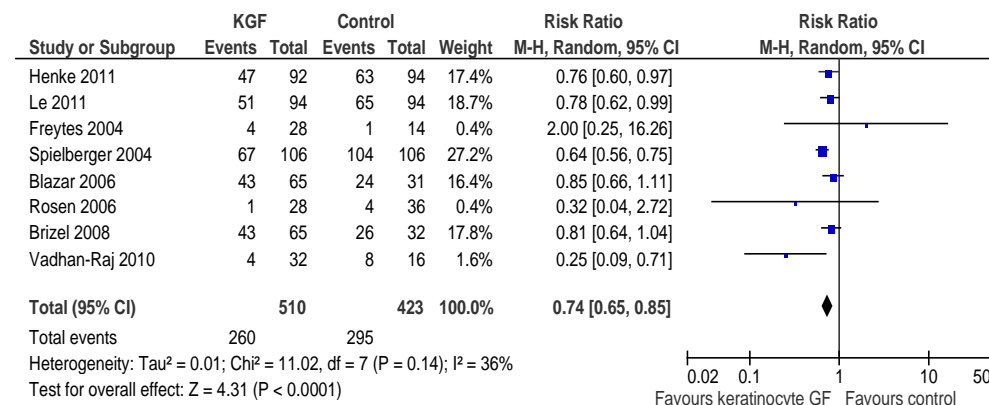 KGF Control Risk Ratio Risk Ratio
Study or Subgroup Events Total Events Total Weight M-H, Random, 95% CI M-H, Random, 95% CI
Henke 2011 47 92 63 94 17.4% 0.76 [0.60, 0.97]
Le 2011 51 94 65 94 18.7% 0.78 [0.62, 0.99]
Freytes 2004 4 28 1 14 0.4% 2.00 [0.25, 16.26]
Spielberger 2004 67 106 104 106 27.2% 0.64 [0.56, 0.75]
Blazar 2006 43 65 24 31 16.4% 0.85 [0.66, 1.11]
Rosen 2006 1 28 4 36 0.4% 0.32 [0.04, 2.72]
Brizel 2008 43 65 26 32 17.8% 0.81 [0.64, 1.04]
Vadhan-Raj 2010 4 32 8 16 1.6% 0.25 [0.09, 0.71]
Total (95% CI) 510 423 100.0% 0.74 [0.65, 0.85]
Total events 260 295
Heterogeneity: Tau² = 0.01; Chi² = 11.02, df = 7 (P = 0.14); I² = 36%
Test for overall effect: Z = 4.31 (P < 0.0001)
0.02 0.1 1 10 50
Favours keratinocyte GF Favours control